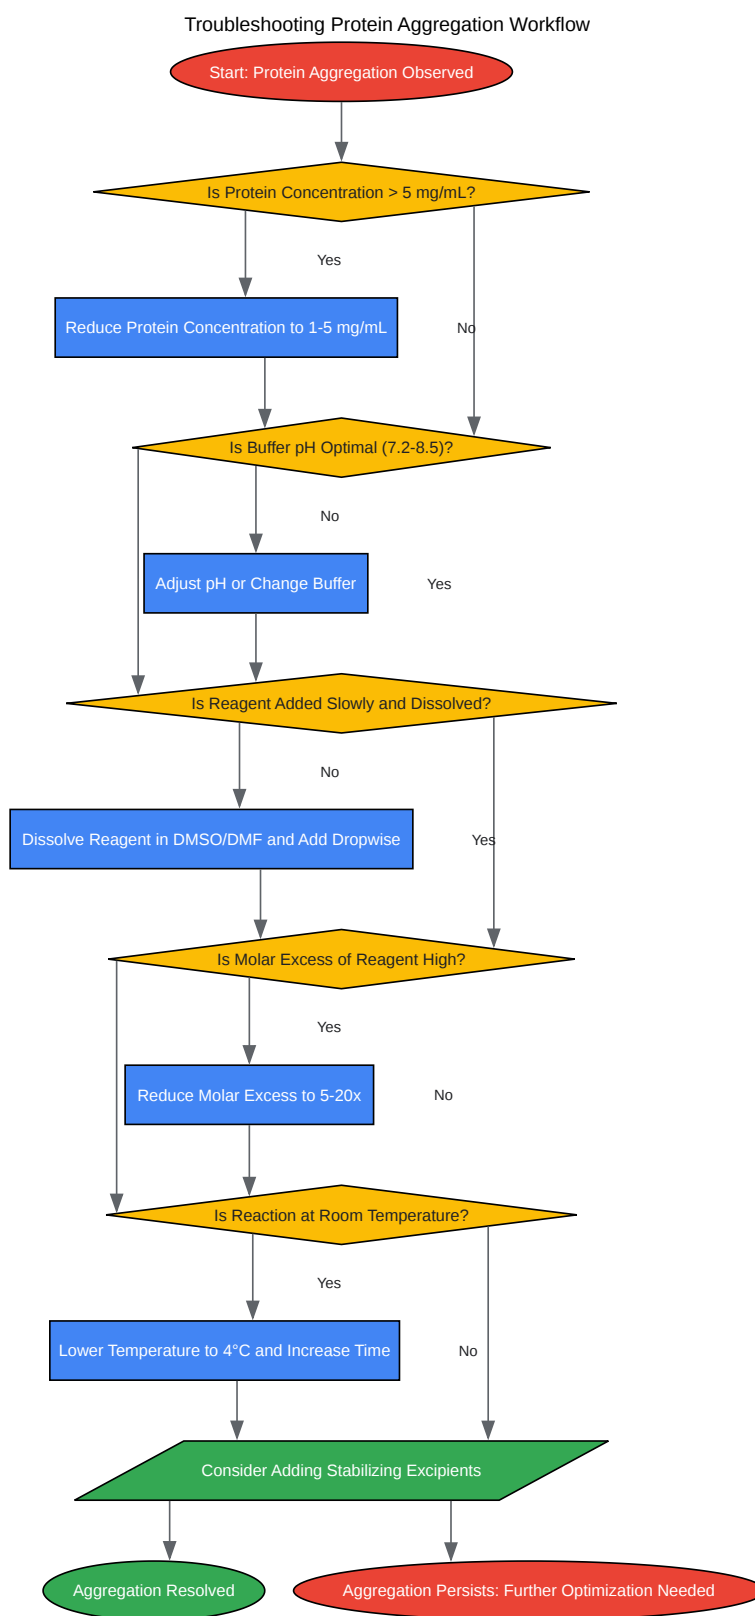 Troubleshooting Protein Aggregation Workflow
Start: Protein Aggregation Observed
Is Protein Concentration > 5 mg/mL?
Yes
Reduce Protein Concentration to 1-5 mg/mL
No
Is Buffer pH Optimal (7.2-8.5)?
No
Adjust pH or Change Buffer
Yes
Is Reagent Added Slowly and Dissolved?
No
Dissolve Reagent in DMSO/DMF and Add Dropwise
Yes
Is Molar Excess of Reagent High?
Yes
Reduce Molar Excess to 5-20x
No
Is Reaction at Room Temperature?
Yes
Lower Temperature to 4°C and Increase Time
No
Consider Adding Stabilizing Excipients
Aggregation Resolved
Aggregation Persists: Further Optimization Needed